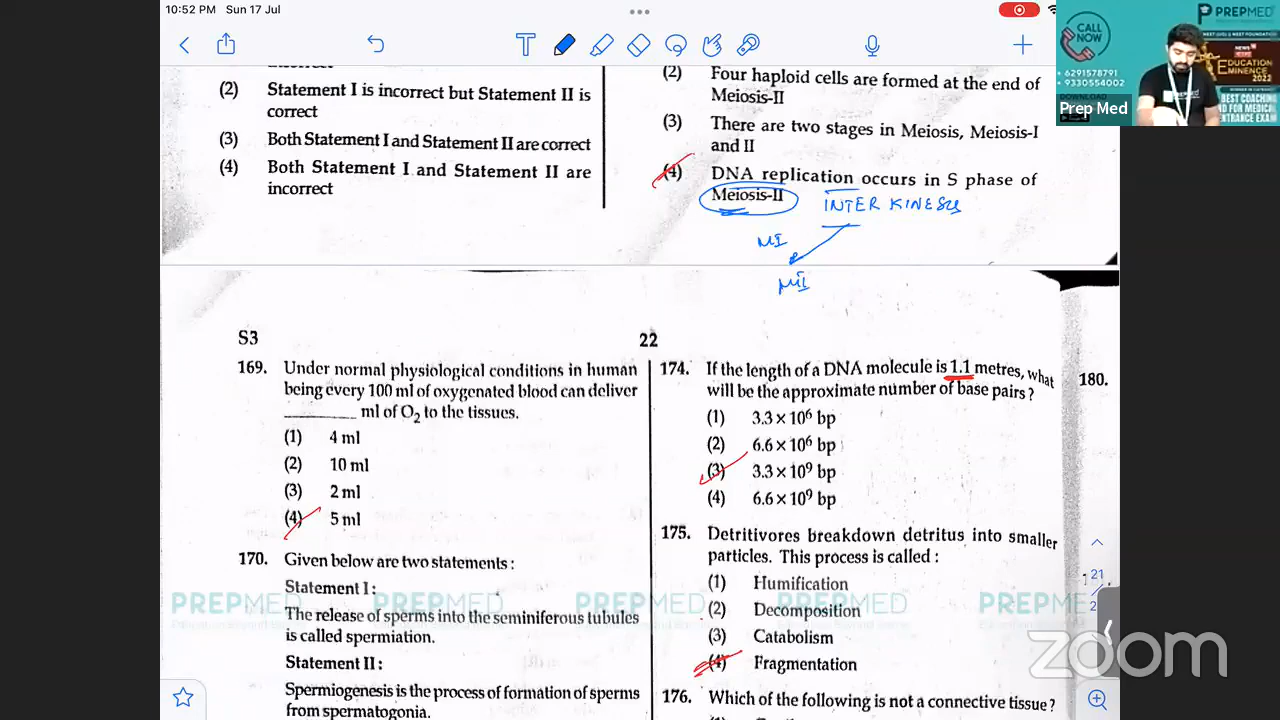 10:52 PM Sun 17 Jul
PREPMED
CALL NOW
NEET (UG) | NEET FOUNDATION
NEWS
EDUCATION
EMINENCE
2022
6291578791
9330554002
DOWNLOAD
BEST COACHING
ENTRANCE EXAM
Prep Med
(2) Statement I is incorrect but Statement II is
correct
(3) Both Statement I and Statement II are correct
(4) Both Statement I and Statement II are
incorrect
(2) Four haploid cells are formed at the end of
Meiosis-II
(3) There are two stages in Meiosis, Meiosis-I
and II
(4) DNA replication occurs in S phase of
Meiosis-II
INTERKINESIS
MI
MII
S3
22
169. Under normal physiological conditions in human
being every 100 ml of oxygenated blood can deliver
________ ml of O2 to the tissues.
(1) 4 ml
(2) 10 ml
(3) 2 ml
(4) 5 ml
170. Given below are two statements :
Statement I :
The release of sperms into the seminiferous tubules
is called spermiation.
Statement II :
Spermiogenesis is the process of formation of sperms
from spermatogonia.
174. If the length of a DNA molecule is 1.1 metres, what
will be the approximate number of base pairs ?
(1) 3.3 × 10⁶ bp
(2) 6.6 × 10⁶ bp
(3) 3.3 × 10⁹ bp
(4) 6.6 × 10⁹ bp
175. Detritivores breakdown detritus into smaller
particles. This process is called :
(1) Humification
(2) Decomposition
(3) Catabolism
(4) Fragmentation
176. Which of the following is not a connective tissue ?
180.
21
PREPMED PREPMED PREPMED PREPMED PREPMED
zoom